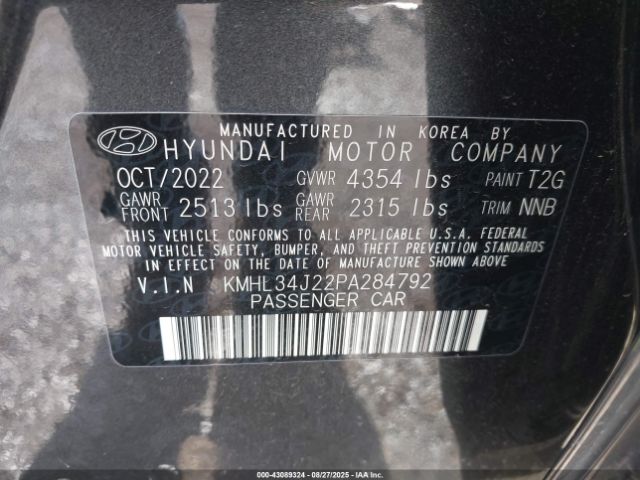 MANUFACTURED IN KOREA BY
HYUNDAI MOTOR COMPANY
OCT/2022 GVWR 4354 lbs PAINT T2G
GAWR FRONT 2513 lbs GAWR REAR 2315 lbs TRIM NNB
THIS VEHICLE CONFORMS TO ALL APPLICABLE U.S.A. FEDERAL
MOTOR VEHICLE SAFETY, BUMPER, AND THEFT PREVENTION STANDARDS
IN EFFECT ON THE DATE OF MANUFACTURE SHOWN ABOVE
V.I.N KMHL34J22PA284792
PASSENGER CAR
000-43089324 | 08/27/2025 | Copyright © IAA, LLC